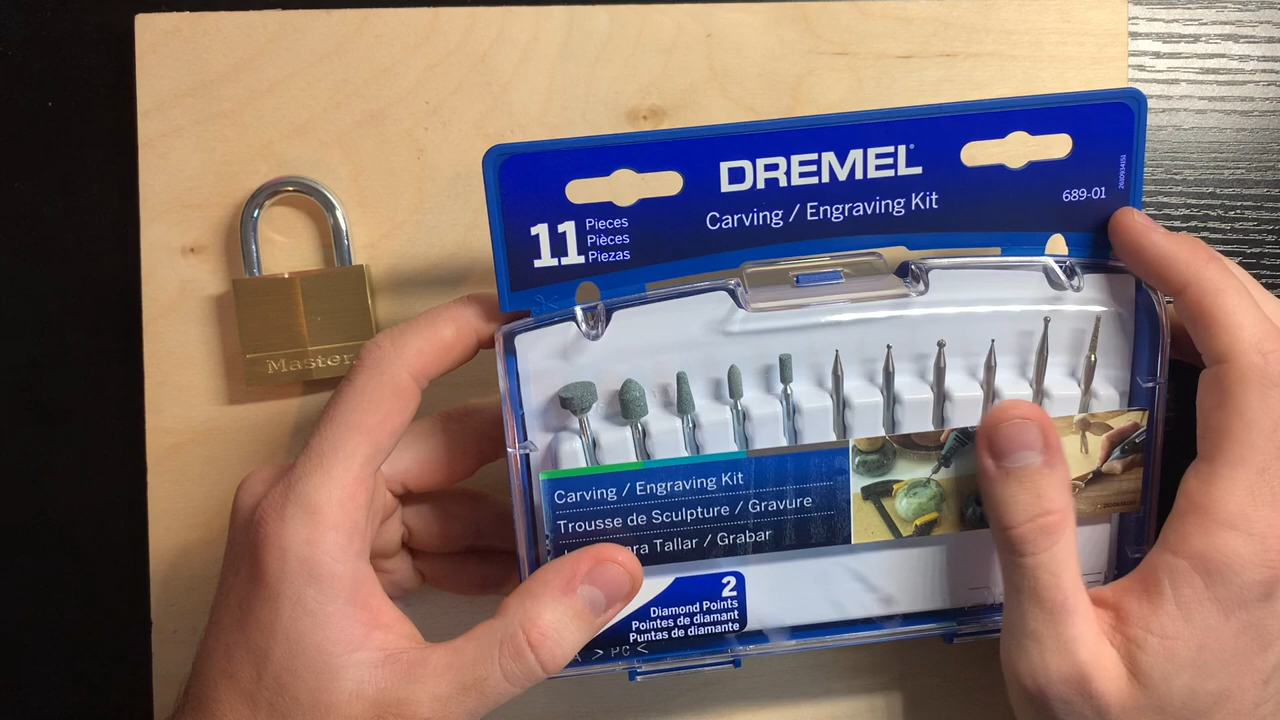 DREMEL
Carving / Engraving Kit
689-01
11 Pieces
Pièces
Piezas
Master
Carving / Engraving Kit
Trousse de Sculpture / Gravure
Tallar / Grabar
2
Diamond Points
Pointes de diamant
Puntas de diamante
> PC <